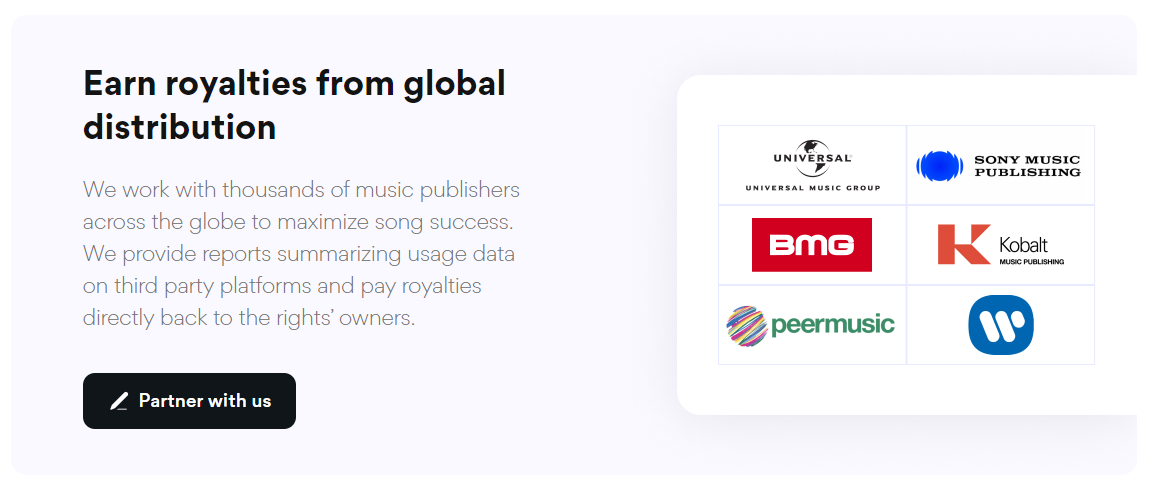 Earn royalties from global
distribution
We work with thousands of music publishers
across the globe to maximize song success.
We provide reports summarizing usage data
on third party platforms and pay royalties
directly back to the rights’ owners.
Partner with us
UNIVERSAL
UNIVERSAL MUSIC GROUP
SONY MUSIC
PUBLISHING
BMG
Kobalt
MUSIC PUBLISHING
peermusic